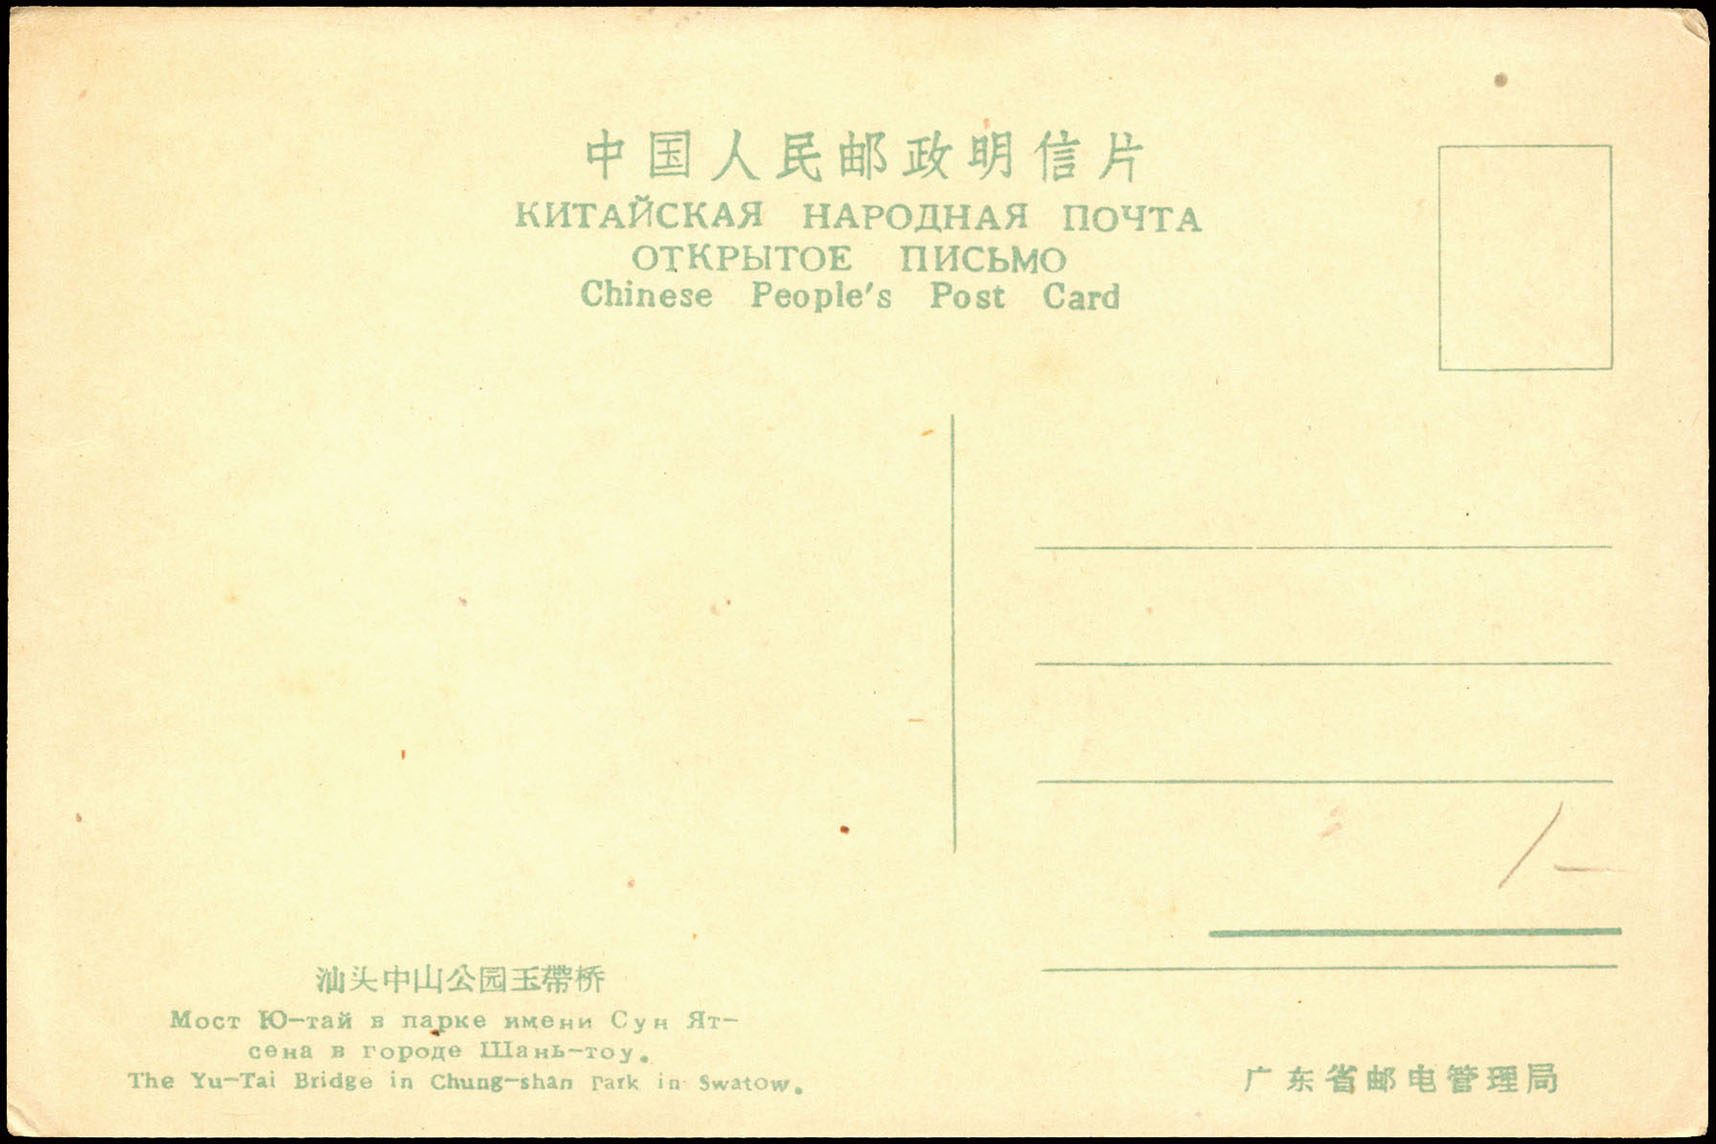 中国人民邮政明信片
КИТАЙСКАЯ НАРОДНАЯ ПОЧТА
ОТКРЫТОЕ ПИСЬМО
Chinese People's Post Card
1–
汕头中山公园玉帶桥
Мост Ю-тай в парке имени Сун Ят-
сена в городе Шань-тоу.
The Yu-Tai Bridge in Chung-shan Park in Swatow.
广东省邮电管理局